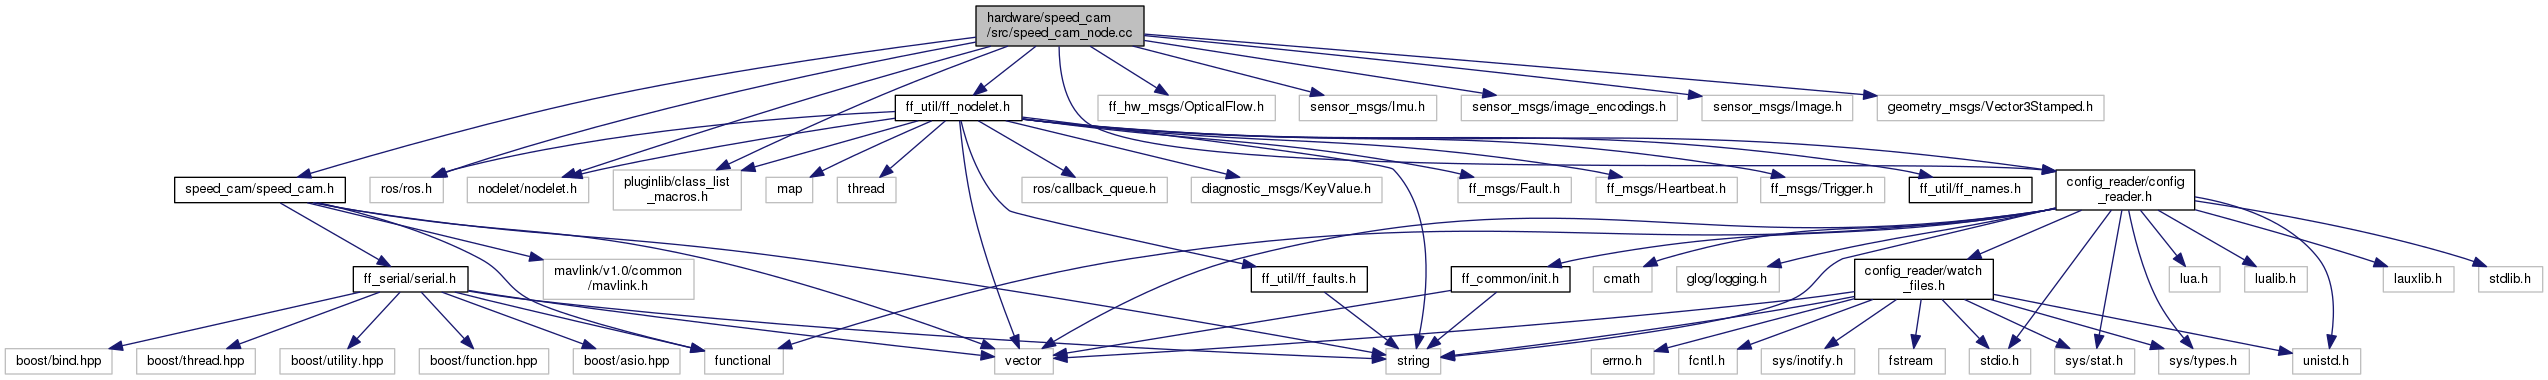 hardware/speed_cam
/src/speed_cam_node.cc
ff_util/ff_nodelet.h
ff_hw_msgs/OpticalFlow.h
sensor_msgs/Imu.h
sensor_msgs/image_encodings.h
sensor_msgs/Image.h
geometry_msgs/Vector3Stamped.h
speed_cam/speed_cam.h
ros/ros.h
nodelet/nodelet.h
pluginlib/class_list
_macros.h
map
thread
ros/callback_queue.h
diagnostic_msgs/KeyValue.h
ff_msgs/Fault.h
ff_msgs/Heartbeat.h
ff_msgs/Trigger.h
ff_util/ff_names.h
config_reader/config
_reader.h
ff_serial/serial.h
mavlink/v1.0/common
/mavlink.h
ff_util/ff_faults.h
ff_common/init.h
cmath
glog/logging.h
config_reader/watch
_files.h
lua.h
lualib.h
lauxlib.h
stdlib.h
boost/bind.hpp
boost/thread.hpp
boost/utility.hpp
boost/function.hpp
boost/asio.hpp
functional
vector
string
errno.h
fcntl.h
sys/inotify.h
fstream
stdio.h
sys/stat.h
sys/types.h
unistd.h